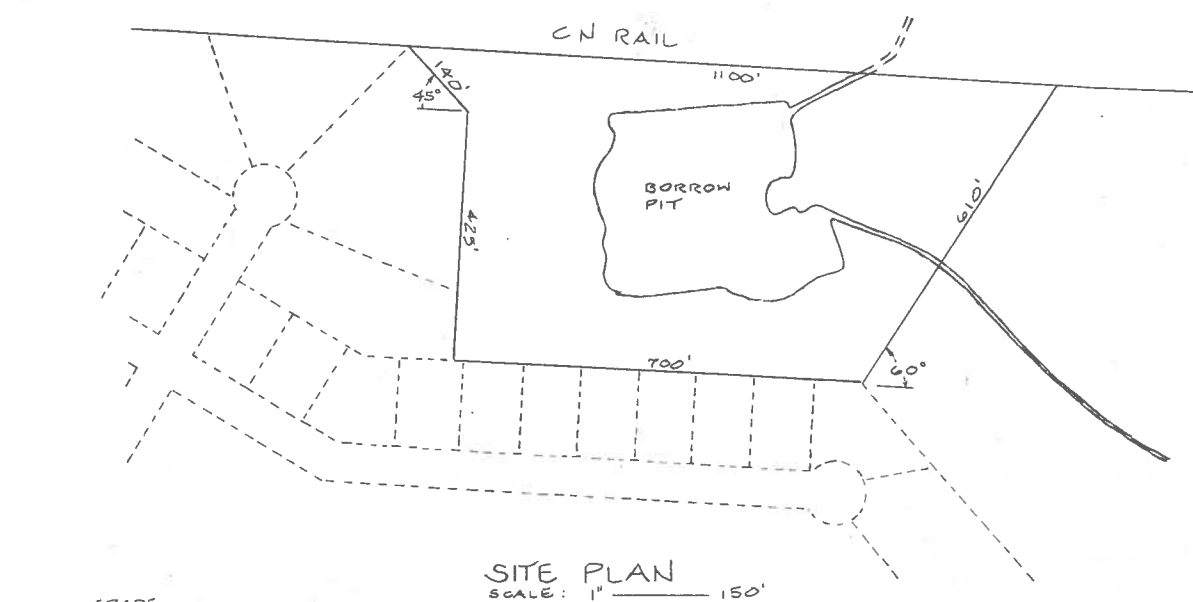 CN RAIL
1100'
140'
45°
BORROW
PIT
610'
425'
700'
60°
SITE PLAN
SCALE: 1" 150'